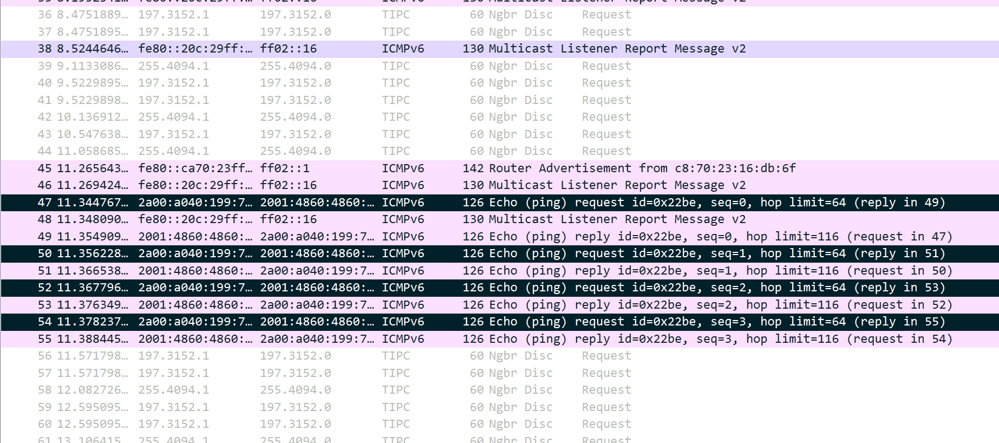 35 8.1992541… fe80::20c:29ff:… ff02::16 ICMPv6 130 Multicast Listener Report Message v2
36 8.4751889… 197.3152.1 197.3152.0 TIPC 60 Ngbr Disc Request
37 8.4751895… 197.3152.1 197.3152.0 TIPC 60 Ngbr Disc Request
38 8.5244646… fe80::20c:29ff:… ff02::16 ICMPv6 130 Multicast Listener Report Message v2
39 9.1133086… 255.4094.1 255.4094.0 TIPC 60 Ngbr Disc Request
40 9.5229895… 197.3152.1 197.3152.0 TIPC 60 Ngbr Disc Request
41 9.5229898… 197.3152.1 197.3152.0 TIPC 60 Ngbr Disc Request
42 10.136912… 255.4094.1 255.4094.0 TIPC 60 Ngbr Disc Request
43 10.547638… 197.3152.1 197.3152.0 TIPC 60 Ngbr Disc Request
44 11.058685… 255.4094.1 255.4094.0 TIPC 60 Ngbr Disc Request
45 11.265643… fe80::ca70:23ff… ff02::1 ICMPv6 142 Router Advertisement from c8:70:23:16:db:6f
46 11.269424… fe80::20c:29ff:… ff02::16 ICMPv6 130 Multicast Listener Report Message v2
47 11.344767… 2a00:a040:199:7… 2001:4860:4860:… ICMPv6 126 Echo (ping) request id=0x22be, seq=0, hop limit=64 (reply in 49)
48 11.348090… fe80::20c:29ff:… ff02::16 ICMPv6 130 Multicast Listener Report Message v2
49 11.354909… 2001:4860:4860:… 2a00:a040:199:7… ICMPv6 126 Echo (ping) reply id=0x22be, seq=0, hop limit=116 (request in 47)
50 11.356228… 2a00:a040:199:7… 2001:4860:4860:… ICMPv6 126 Echo (ping) request id=0x22be, seq=1, hop limit=64 (reply in 51)
51 11.366538… 2001:4860:4860:… 2a00:a040:199:7… ICMPv6 126 Echo (ping) reply id=0x22be, seq=1, hop limit=116 (request in 50)
52 11.367796… 2a00:a040:199:7… 2001:4860:4860:… ICMPv6 126 Echo (ping) request id=0x22be, seq=2, hop limit=64 (reply in 53)
53 11.376349… 2001:4860:4860:… 2a00:a040:199:7… ICMPv6 126 Echo (ping) reply id=0x22be, seq=2, hop limit=116 (request in 52)
54 11.378237… 2a00:a040:199:7… 2001:4860:4860:… ICMPv6 126 Echo (ping) request id=0x22be, seq=3, hop limit=64 (reply in 55)
55 11.388445… 2001:4860:4860:… 2a00:a040:199:7… ICMPv6 126 Echo (ping) reply id=0x22be, seq=3, hop limit=116 (request in 54)
56 11.571798… 197.3152.1 197.3152.0 TIPC 60 Ngbr Disc Request
57 11.571798… 197.3152.1 197.3152.0 TIPC 60 Ngbr Disc Request
58 12.082726… 255.4094.1 255.4094.0 TIPC 60 Ngbr Disc Request
59 12.595095… 197.3152.1 197.3152.0 TIPC 60 Ngbr Disc Request
60 12.595095… 197.3152.1 197.3152.0 TIPC 60 Ngbr Disc Request
61 13.106415… 255.4094.1 255.4094.0 TIPC 60 Ngbr Disc Request